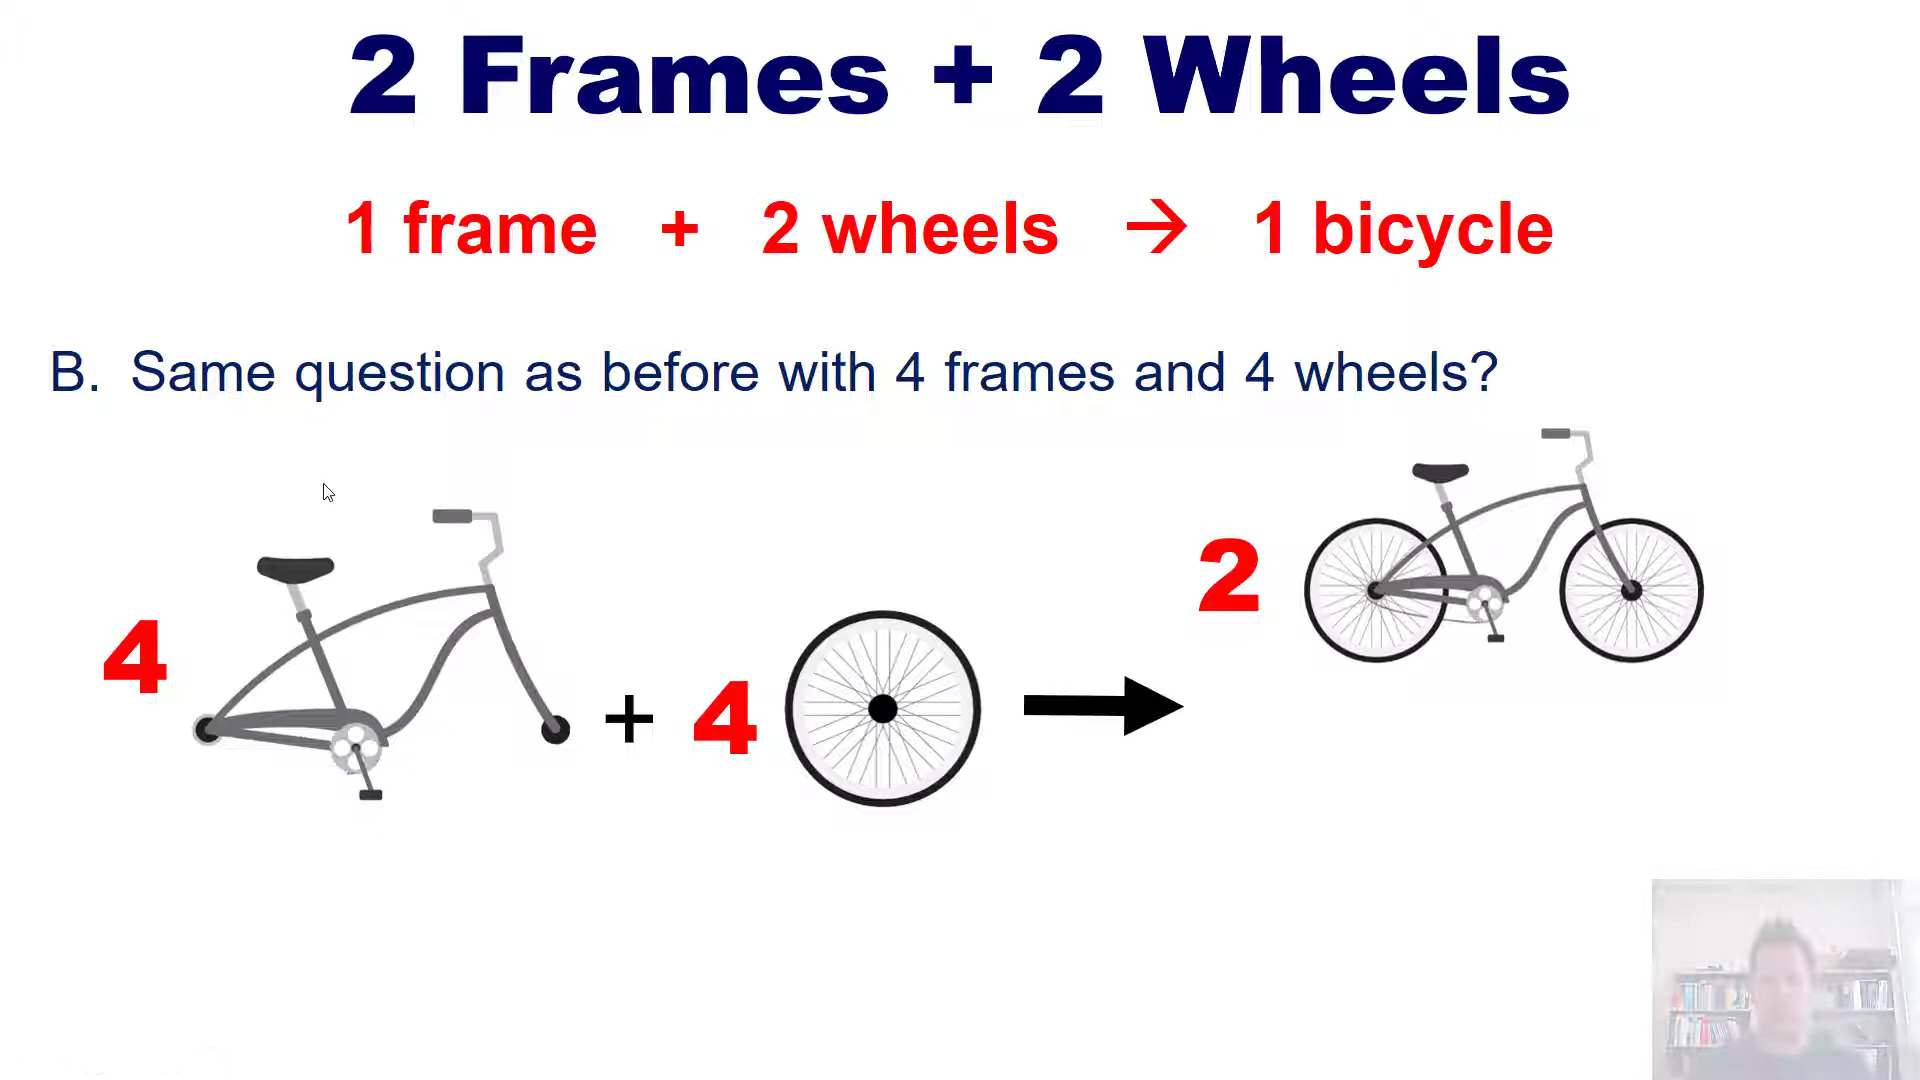 2 Frames + 2 Wheels
1 frame + 2 wheels → 1 bicycle
B. Same question as before with 4 frames and 4 wheels?
4 + 4 2